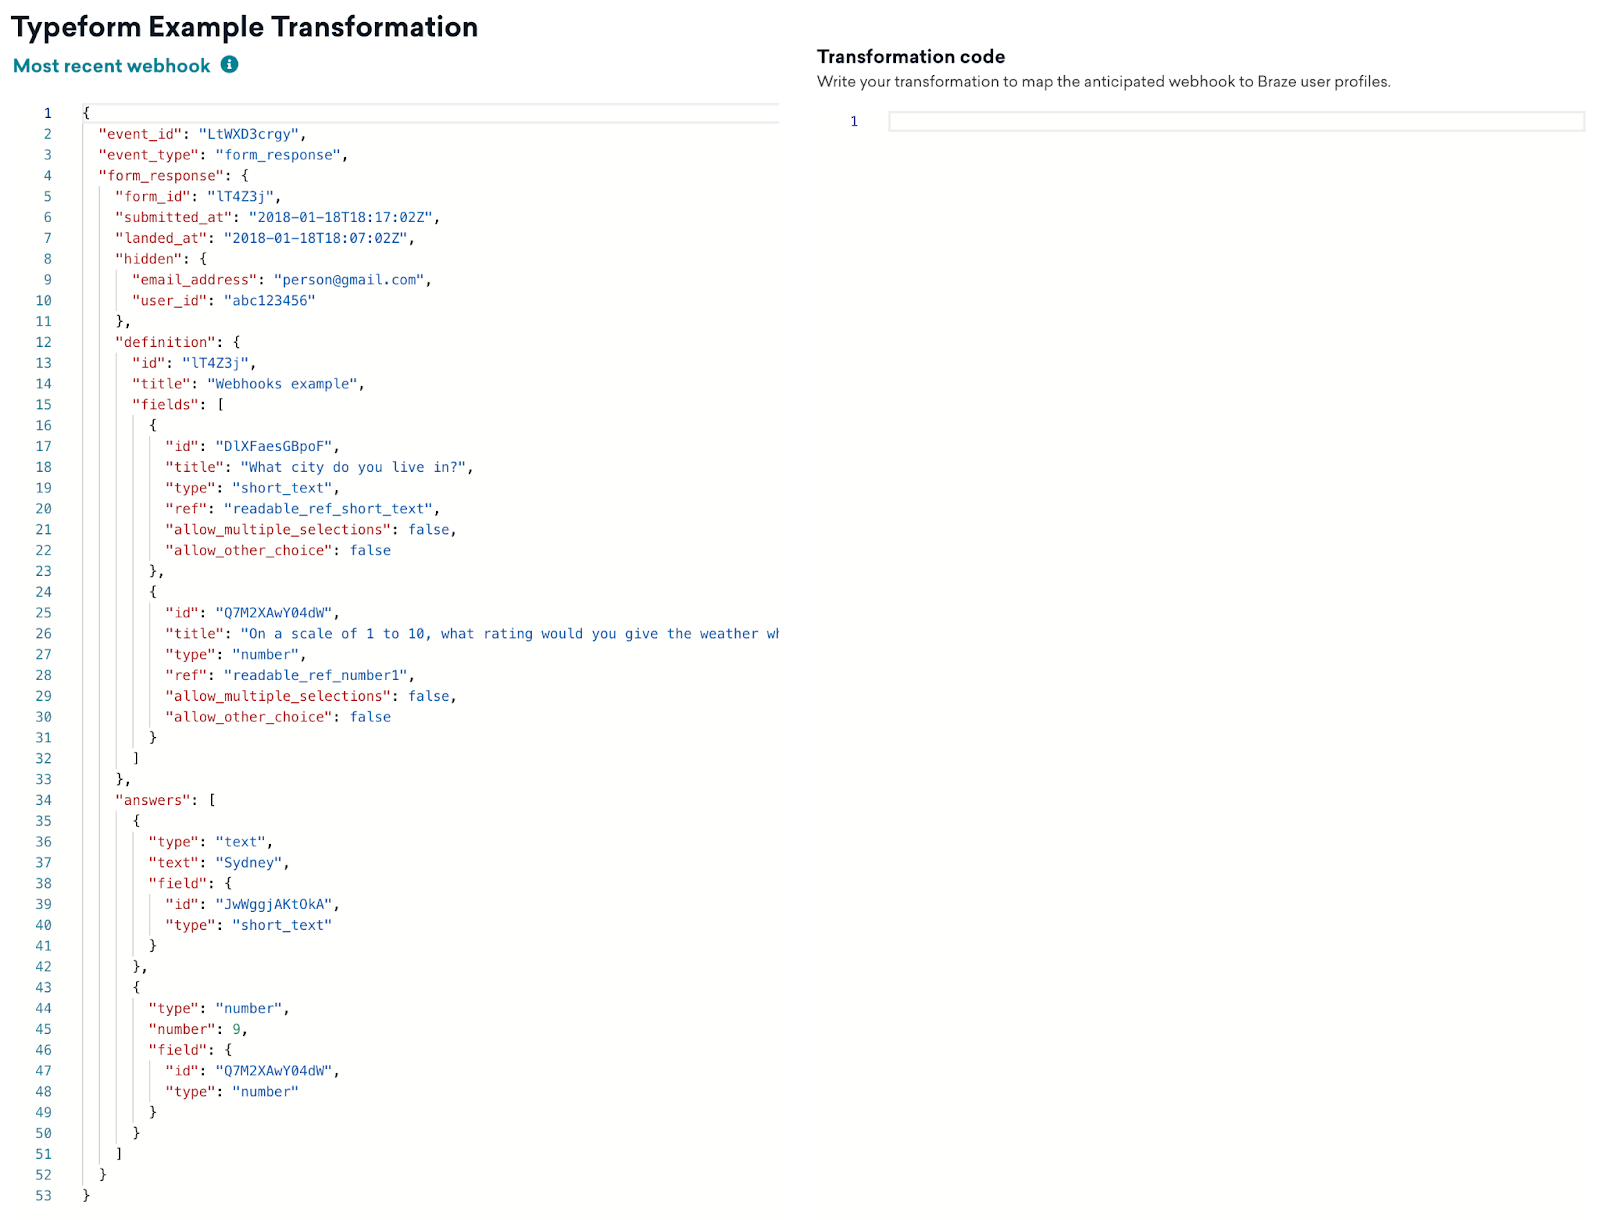 Typeform Example Transformation
Most recent webhook
1 {
2 "event_id": "LtWXD3crgy",
3 "event_type": "form_response",
4 "form_response": {
5 "form_id": "lT4Z3j",
6 "submitted_at": "2018-01-18T18:17:02Z",
7 "landed_at": "2018-01-18T18:07:02Z",
8 "hidden": {
9 "email_address": "person@gmail.com",
10 "user_id": "abc123456"
11 },
12 "definition": {
13 "id": "lT4Z3j",
14 "title": "Webhooks example",
15 "fields": [
16 {
17 "id": "DlXFaesGBpoF",
18 "title": "What city do you live in?",
19 "type": "short_text",
20 "ref": "readable_ref_short_text",
21 "allow_multiple_selections": false,
22 "allow_other_choice": false
23 },
24 {
25 "id": "Q7M2XAwY04dW",
26 "title": "On a scale of 1 to 10, what rating would you give the weather wh
27 "type": "number",
28 "ref": "readable_ref_number1",
29 "allow_multiple_selections": false,
30 "allow_other_choice": false
31 }
32 ]
33 },
34 "answers": [
35 {
36 "type": "text",
37 "text": "Sydney",
38 "field": {
39 "id": "JwWggjAKtOkA",
40 "type": "short_text"
41 }
42 },
43 {
44 "type": "number",
45 "number": 9,
46 "field": {
47 "id": "Q7M2XAwY04dW",
48 "type": "number"
49 }
50 }
51 ]
52 }
53 }
Transformation code
Write your transformation to map the anticipated webhook to Braze user profiles.
1